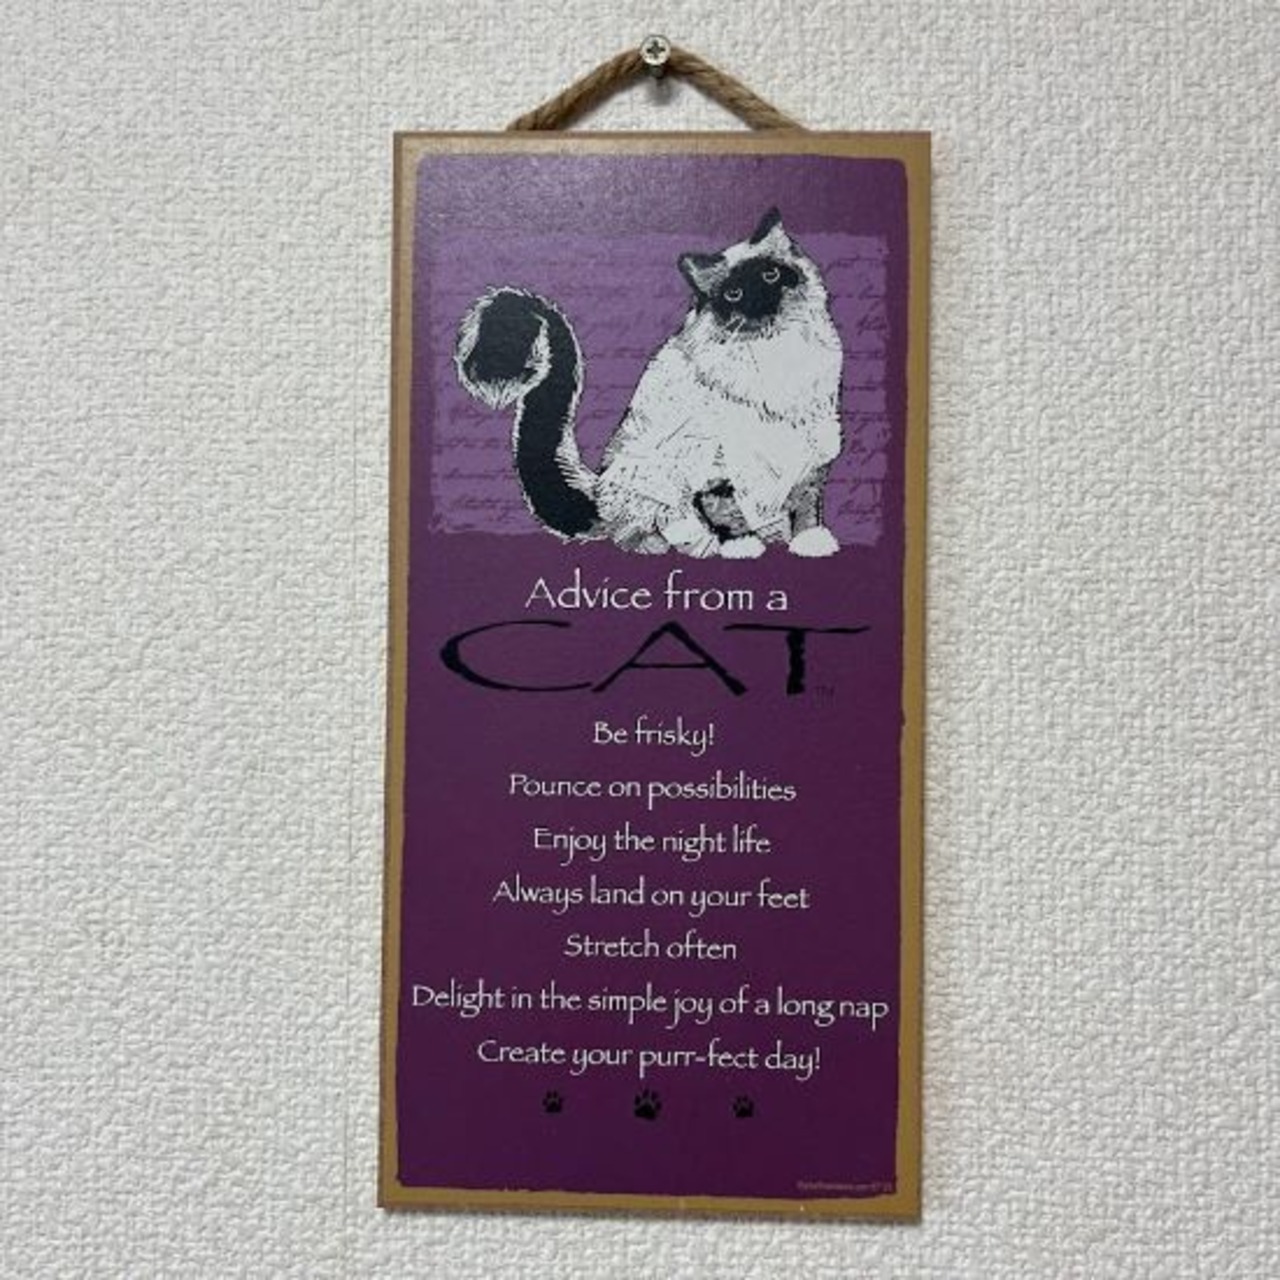 Advice from a
CAT™
Be frisky!
Pounce on possibilities
Enjoy the night life
Always land on your feet
Stretch often
Delight in the simple joy of a long nap
Create your purr-fect day!